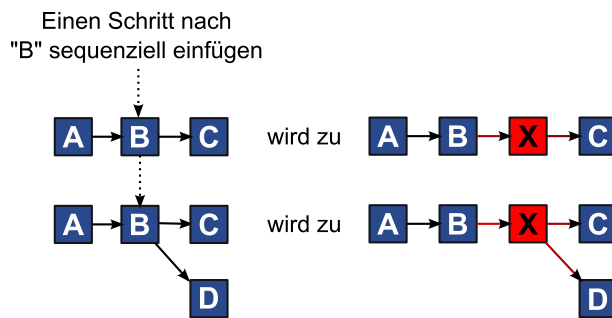 Einen Schritt nach
"B" sequenziell einfügen
A B C wird zu A B X C
A B C wird zu A B X C
D D